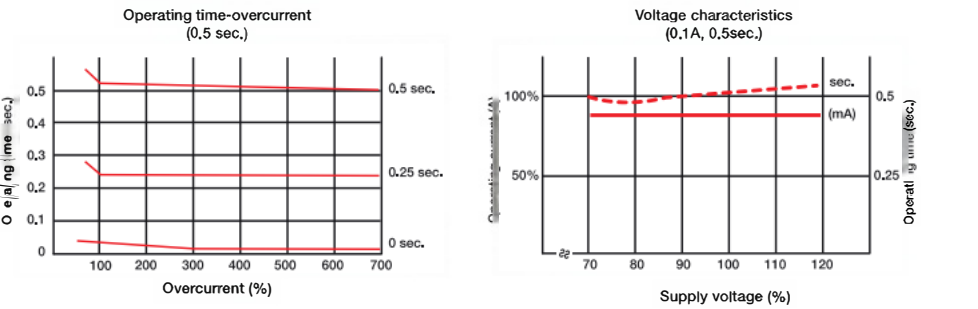 Operating time-overcurrent
(0.5 sec.)
0.5
0.4
0.3
0.2
0.1
0
0.5 sec.
0.25 sec.
0 sec.
100 200 300 400 500 600 700
Overcurrent (%)
Voltage characteristics
(0.1A, 0.5sec.)
100%
50%
sec.
(mA)
0.5
0.25
(sec.)
70 80 90 100 110 120
Supply voltage (%)